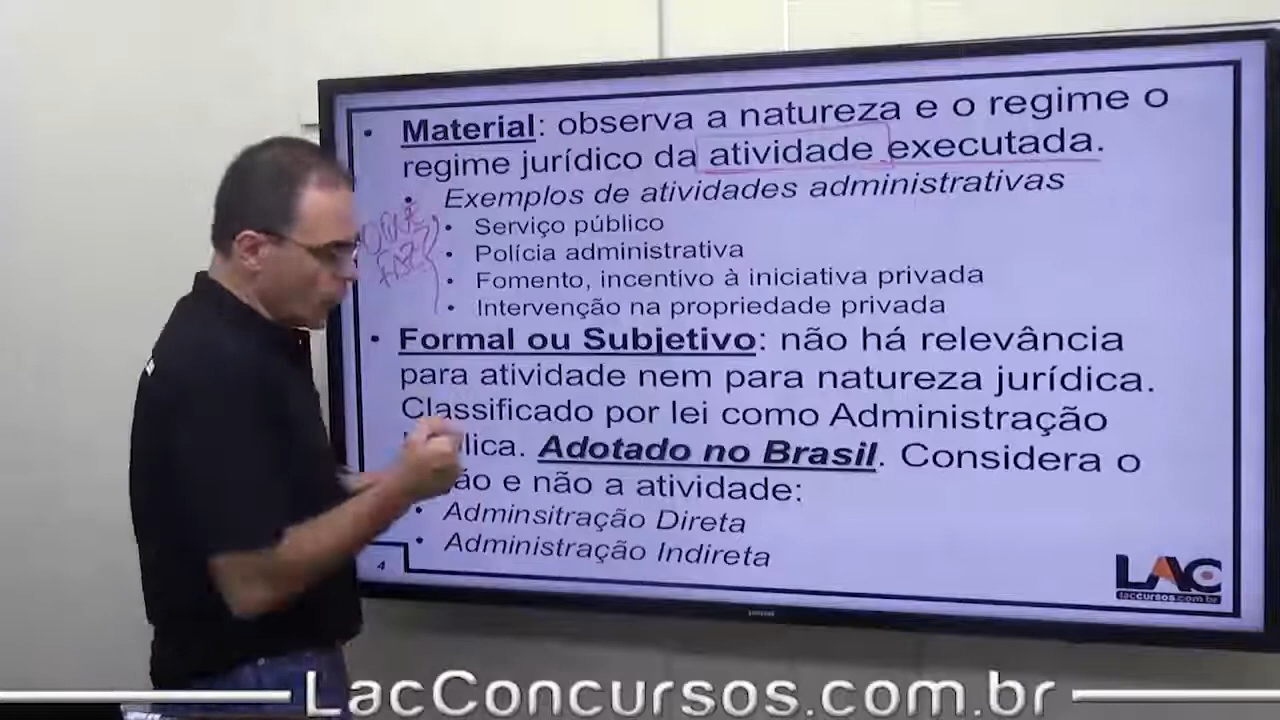 • Material: observa a natureza e o regime o
regime jurídico da atividade executada.
• Exemplos de atividades administrativas
• Serviço público
• Polícia administrativa
• Fomento, incentivo à iniciativa privada
• Intervenção na propriedade privada
• Formal ou Subjetivo: não há relevância
para atividade nem para natureza jurídica.
Classificado por lei como Administração
Adotado no Brasil. Considera o
e não a atividade:
• Adminsitração Direta
• Administração Indireta
4
LAC
laccursos.com.br
SAMSUNG
LacConcursos.com.br